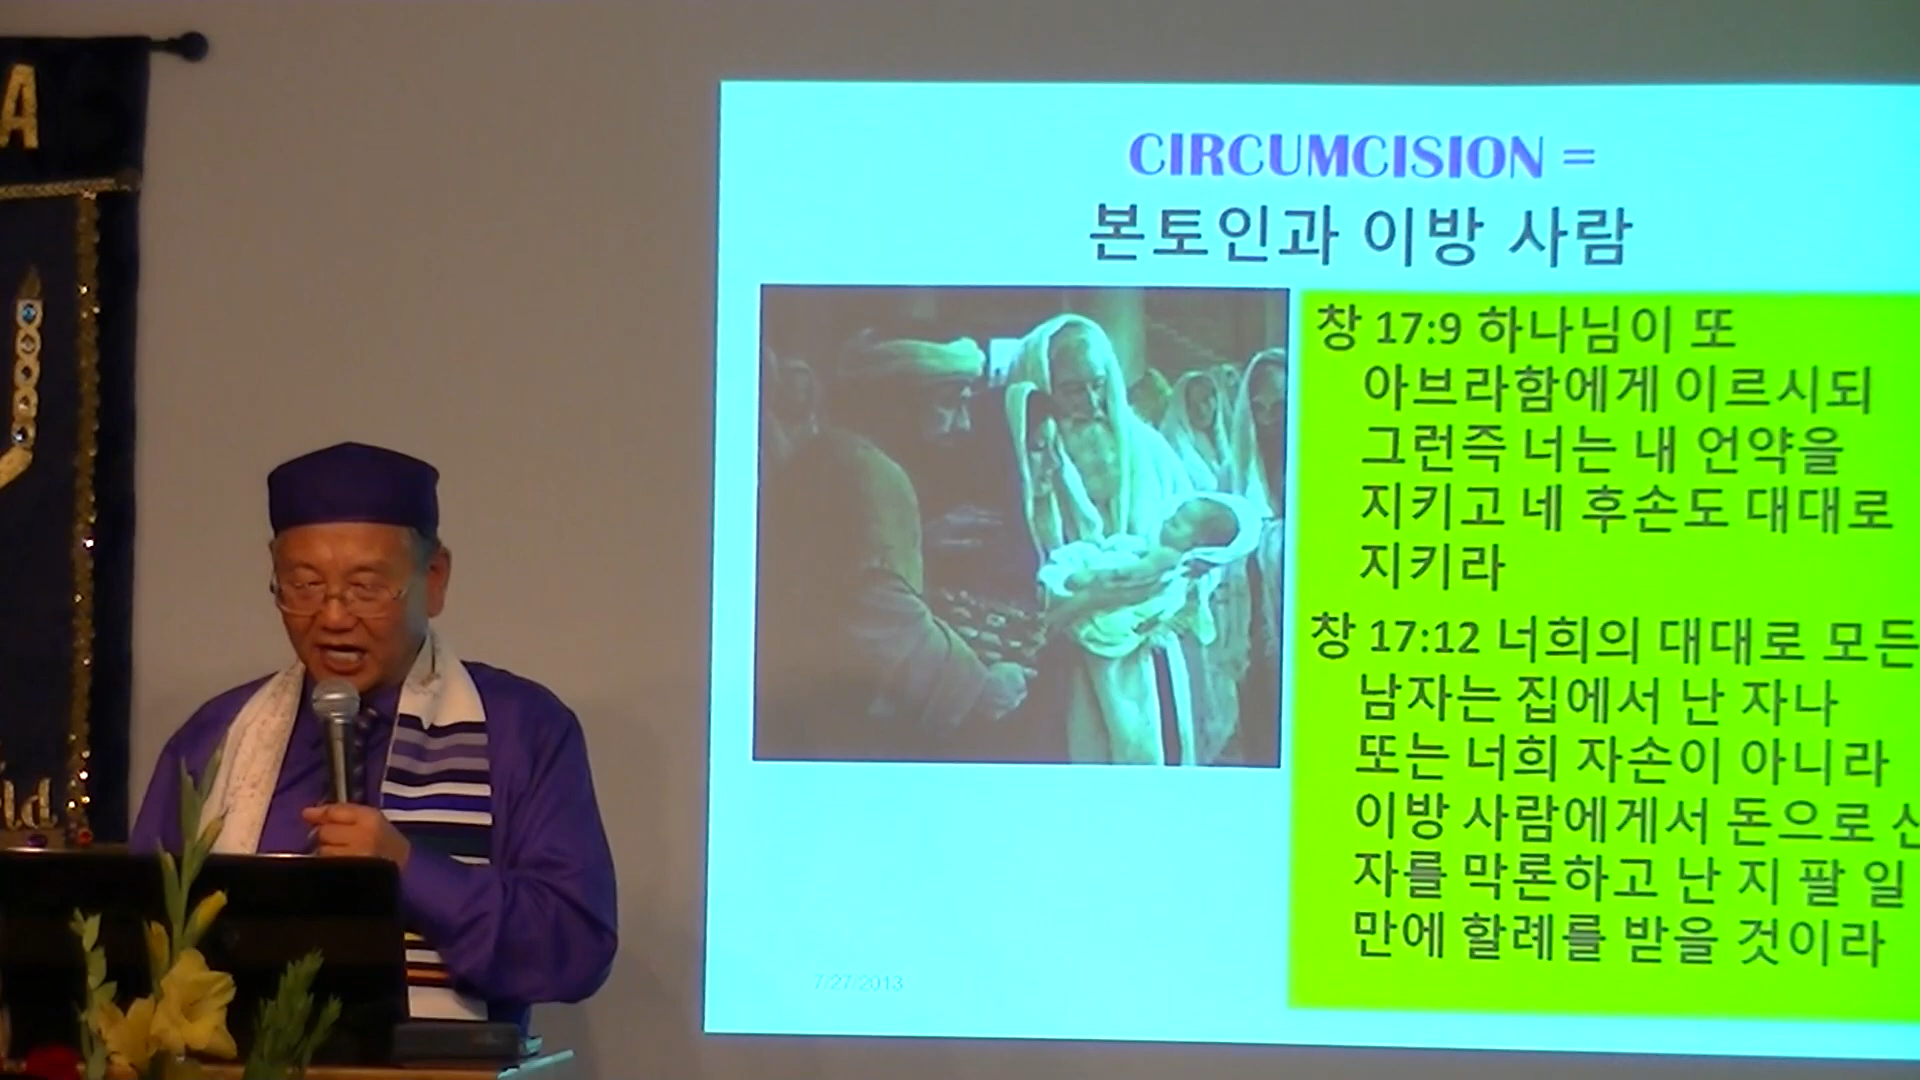 A
ld
CIRCUMCISION =
본토인과 이방 사람
창 17:9 하나님이 또
아브라함에게 이르시되
그런즉 너는 내 언약을
지키고 네 후손도 대대로
지키라
창 17:12 너희의 대대로 모든
남자는 집에서 난 자나
또는 너희 자손이 아니라
이방 사람에게서 돈으로
자를 막론하고 난 지 팔 일
만에 할례를 받을 것이라
7/27/2013